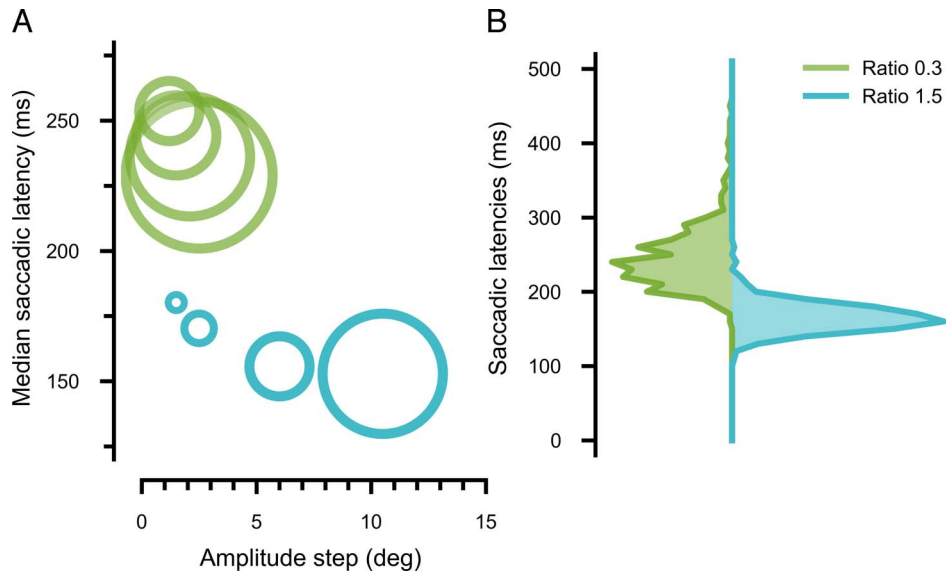 A
Median saccadic latency (ms)
250
200
150
0
5
10
15
Amplitude step (deg)
B
Saccadic latencies (ms)
500
400
300
200
100
0
Ratio 0.3
Ratio 1.5